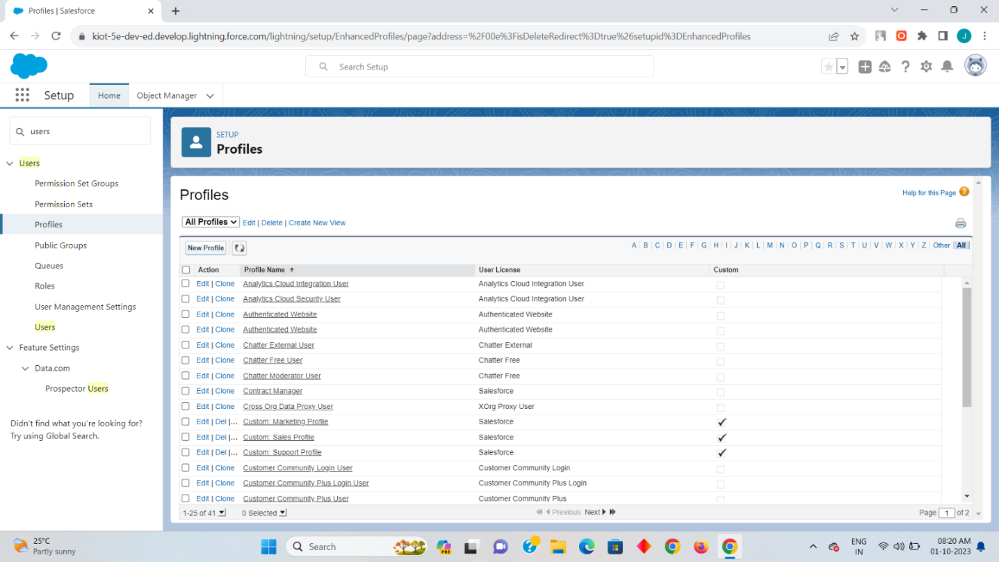 Profiles | Salesforce
kiot-5e-dev-ed.develop.lightning.force.com/lightning/setup/EnhancedProfiles/page?address=%2F00e%3FisDeleteRedirect%3Dtrue%26setupid%3DEnhancedProfiles
J
Search Setup
Setup
Home
Object Manager
users
Users
Permission Set Groups
Permission Sets
Profiles
Public Groups
Queues
Roles
User Management Settings
Users
Feature Settings
Data.com
Prospector Users
Didn't find what you're looking for?
Try using Global Search.
SETUP
Profiles
Profiles
Help for this Page ?
All Profiles Edit | Delete | Create New View
New Profile
A | B | C | D | E | F | G | H | I | J | K | L | M | N | O | P | Q | R | S | T | U | V | W | X | Y | Z | Other | All
Action Profile Name User License Custom
Edit | Clone Analytics Cloud Integration User Analytics Cloud Integration User
Edit | Clone Analytics Cloud Security User Analytics Cloud Integration User
Edit | Clone Authenticated Website Authenticated Website
Edit | Clone Authenticated Website Authenticated Website
Edit | Clone Chatter External User Chatter External
Edit | Clone Chatter Free User Chatter Free
Edit | Clone Chatter Moderator User Chatter Free
Edit | Clone Contract Manager Salesforce
Edit | Clone Cross Org Data Proxy User XOrg Proxy User
Edit | Del |... Custom: Marketing Profile Salesforce
Edit | Del |... Custom: Sales Profile Salesforce
Edit | Del |... Custom: Support Profile Salesforce
Edit | Clone Customer Community Login User Customer Community Login
Edit | Clone Customer Community Plus Login User Customer Community Plus Login
Edit | Clone Customer Community Plus User Customer Community Plus
1-25 of 41 0 Selected Previous Next Page 1 of 2
25°C
Partly sunny
Search
PRE
ENG
IN
08:20 AM
01-10-2023